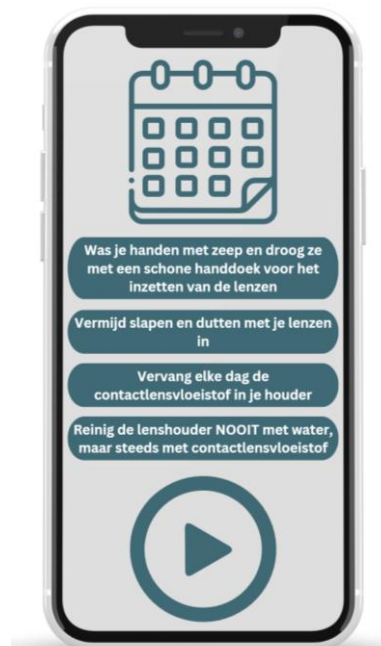 Was je handen met zeep en droog ze
met een schone handdoek voor het
inzetten van de lenzen
Vermijd slapen en dutten met je lenzen
in
Vervang elke dag de
contactlensvloeistof in je houder
Reinig de lenshouder NOOIT met water,
maar steeds met contactlensvloeistof